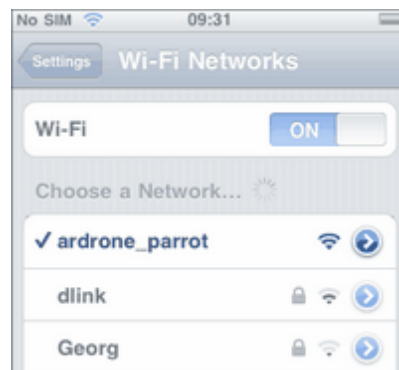 No SIM 09:31
Settings Wi-Fi Networks
Wi-Fi ON
Choose a Network...
ardrone_parrot
dlink
Georg